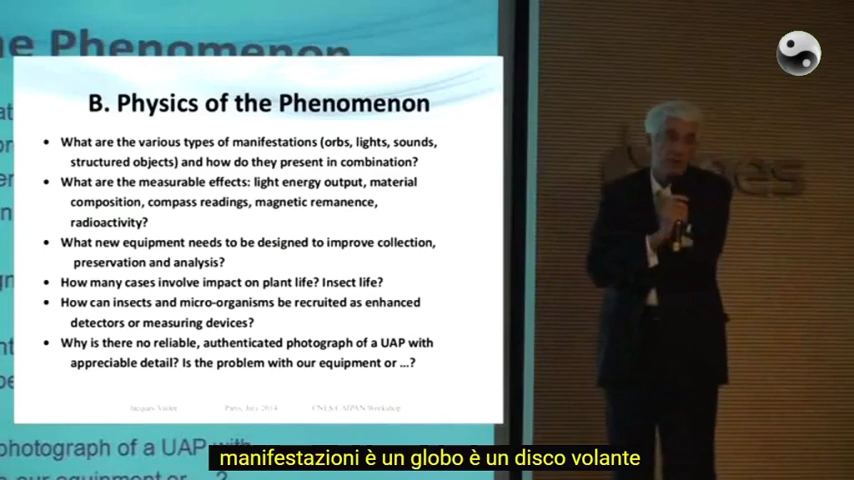 e Phenomenon
B. Physics of the Phenomenon
• What are the various types of manifestations (orbs, lights, sounds,
structured objects) and how do they present in combination?
• What are the measurable effects: light energy output, material
composition, compass readings, magnetic remanence,
radioactivity?
• What new equipment needs to be designed to improve collection,
preservation and analysis?
• How many cases involve impact on plant life? Insect life?
• How can insects and micro-organisms be recruited as enhanced
detectors or measuring devices?
• Why is there no reliable, authenticated photograph of a UAP with
appreciable detail? Is the problem with our equipment or ...?
Jacques Vallee Paris, July 2014 CNES CAIPAN Workshop
photograph of a UAP with
manifestazioni è un globo è un disco volante